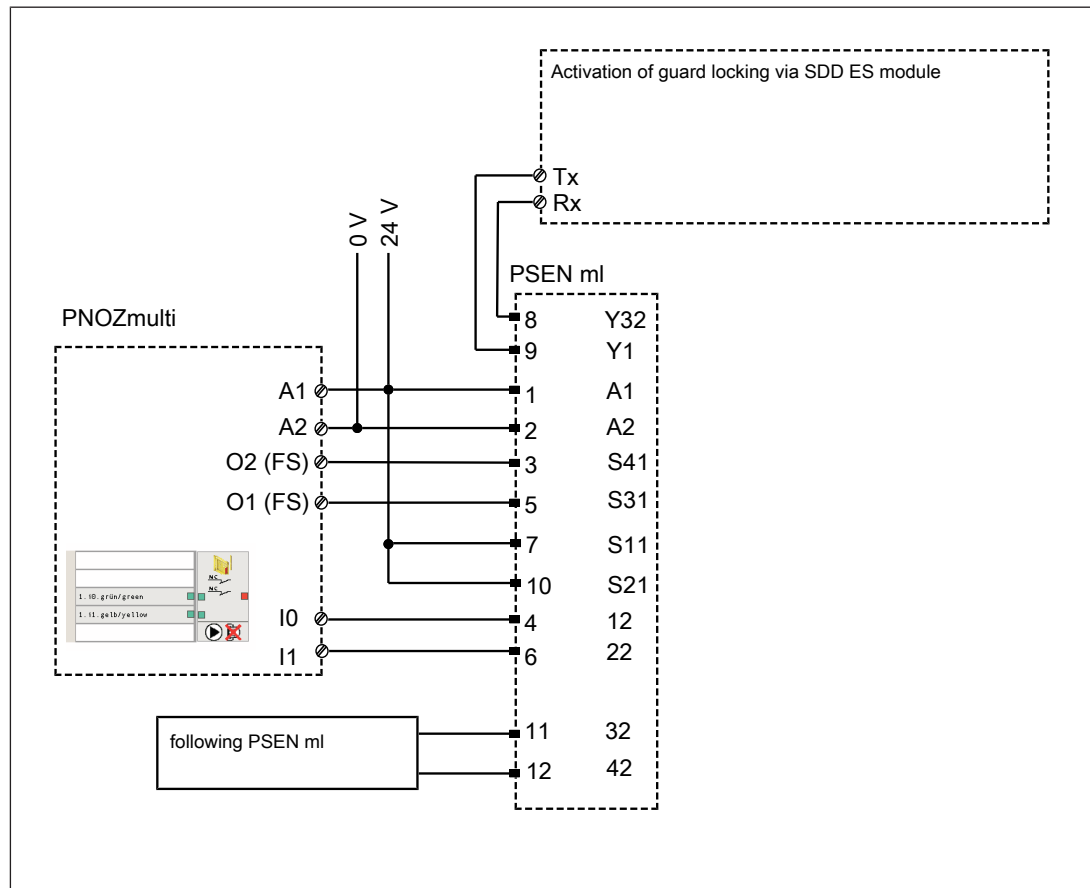 Activation of guard locking via SDD ES module
Tx
Rx
0 V
24 V
PSEN ml
PNOZmulti
8 Y32
9 Y1
A1 1 A1
A2 2 A2
O2 (FS) 3 S41
O1 (FS) 5 S31
7 S11
10 S21
N.C.
N.C.
1.i0.grün/green
1.i1.gelb/yellow
I0 4 12
I1 6 22
following PSEN ml
11 32
12 42